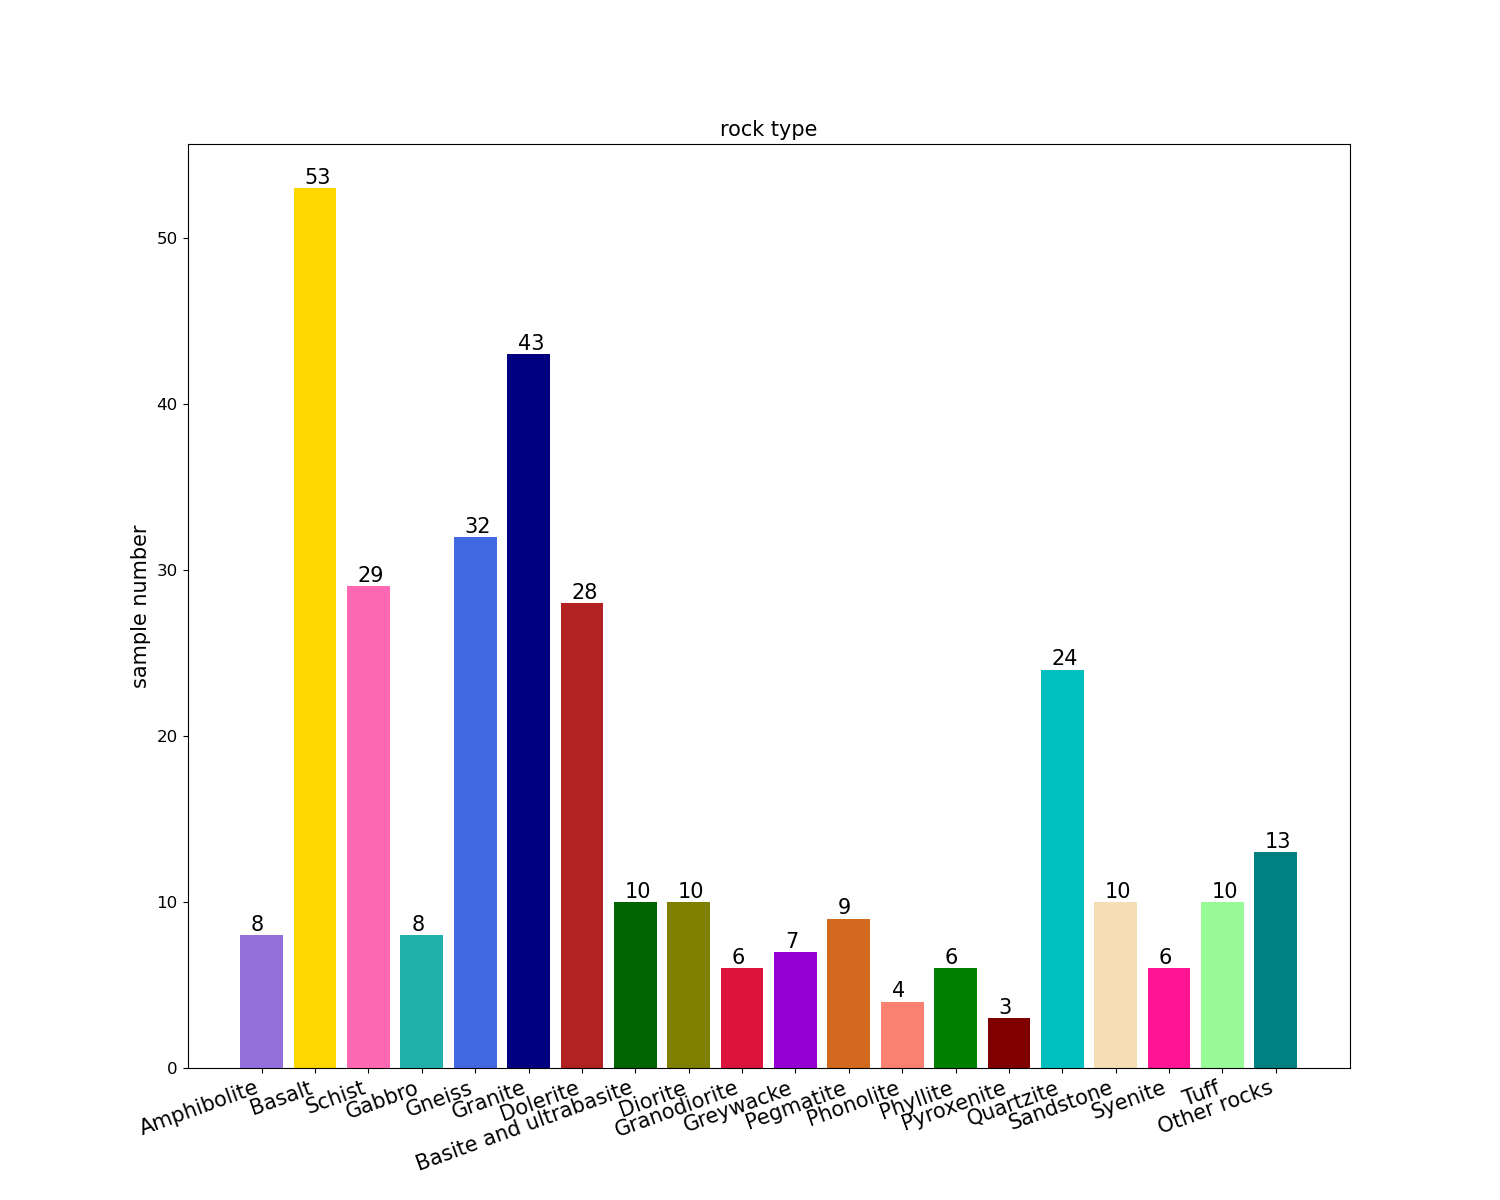 rock type
53
50
43
40
32
30
29
28
24
20
13
10
10
10
10
10
9
8
8
7
6
6
6
4
3
0
sample number
Amphibolite
Basalt
Schist
Gabbro
Gneiss
Granite
Dolerite
Basite and ultrabasite
Diorite
Granodiorite
Greywacke
Pegmatite
Phonolite
Phyllite
Pyroxenite
Quartzite
Sandstone
Syenite
Tuff
Other rocks